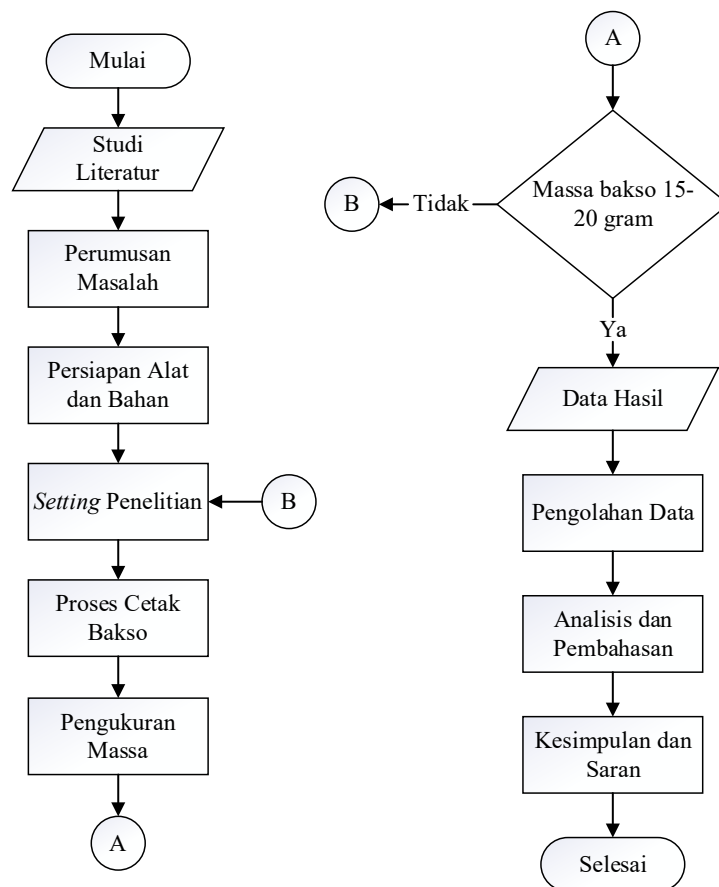 Mulai
Studi
Literatur
Perumusan
Masalah
Persiapan Alat
dan Bahan
Setting Penelitian
B
Proses Cetak
Bakso
Pengukuran
Massa
A
A
Massa bakso 15-
20 gram
Tidak
B
Ya
Data Hasil
Pengolahan Data
Analisis dan
Pembahasan
Kesimpulan dan
Saran
Selesai